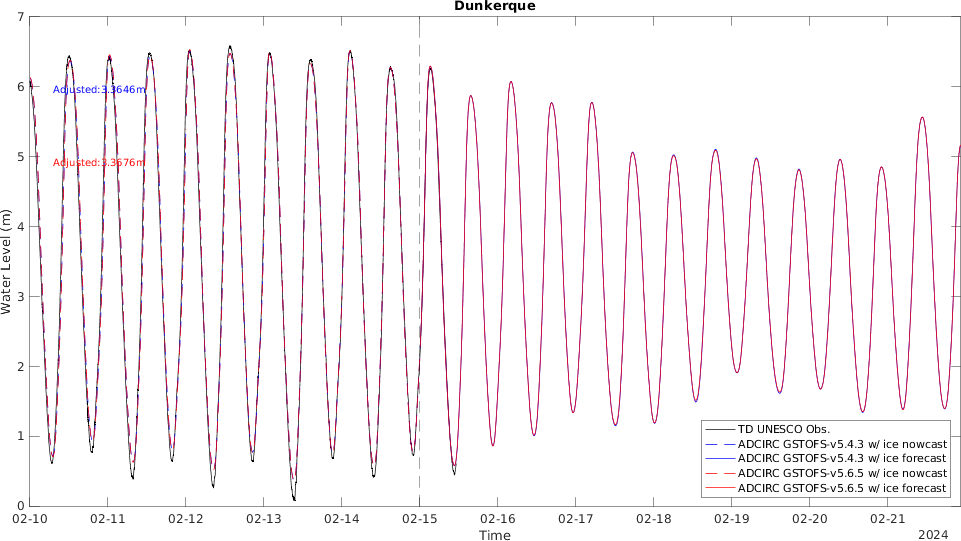 Dunkerque
7
6
5
4
3
2
1
0
Water Level (m)
Adjusted:3.3646m
Adjusted:3.3676m
TD UNESCO Obs.
ADCIRC GSTOFS-v5.4.3 w/ ice nowcast
ADCIRC GSTOFS-v5.4.3 w/ ice forecast
ADCIRC GSTOFS-v5.6.5 w/ ice nowcast
ADCIRC GSTOFS-v5.6.5 w/ ice forecast
02-10 02-11 02-12 02-13 02-14 02-15 02-16 02-17 02-18 02-19 02-20 02-21
Time
2024